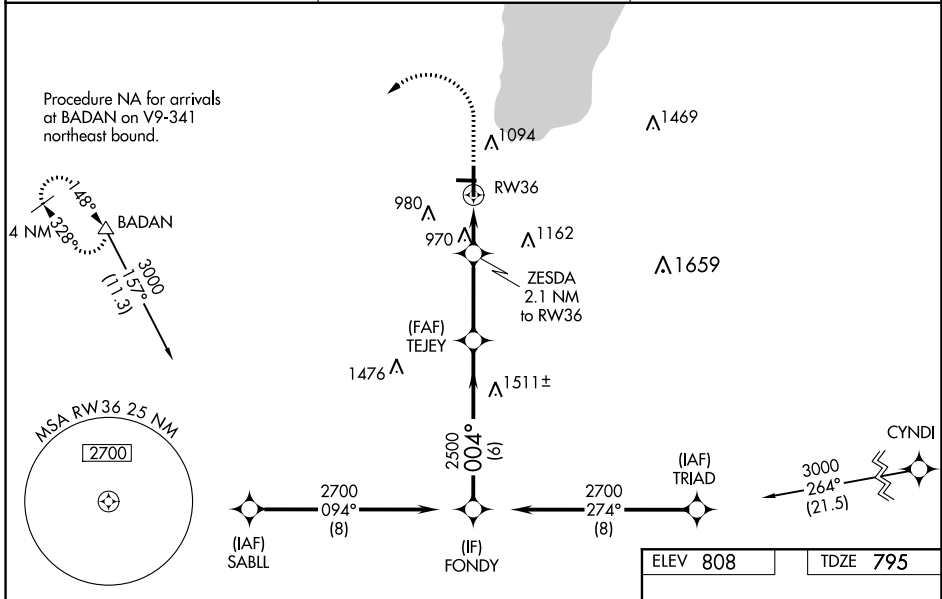 Procedure NA for arrivals
at BADAN on V9-341
northeast bound.
1469
1094
RW36
148°
BADAN
4 NM
328°
980
970
1162
3000
157°
(11.3)
ZESDA
2.1 NM
to RW36
1659
(FAF)
TEJEY
1476
1511±
MSA RW36 25 NM
2700
2500
004°
(6)
CYNDI
(IAF)
TRIAD
3000
264°
(21.5)
2700
094°
(8)
2700
274°
(8)
(IAF)
SABLL
(IF)
FONDY
ELEV 808
TDZE 795